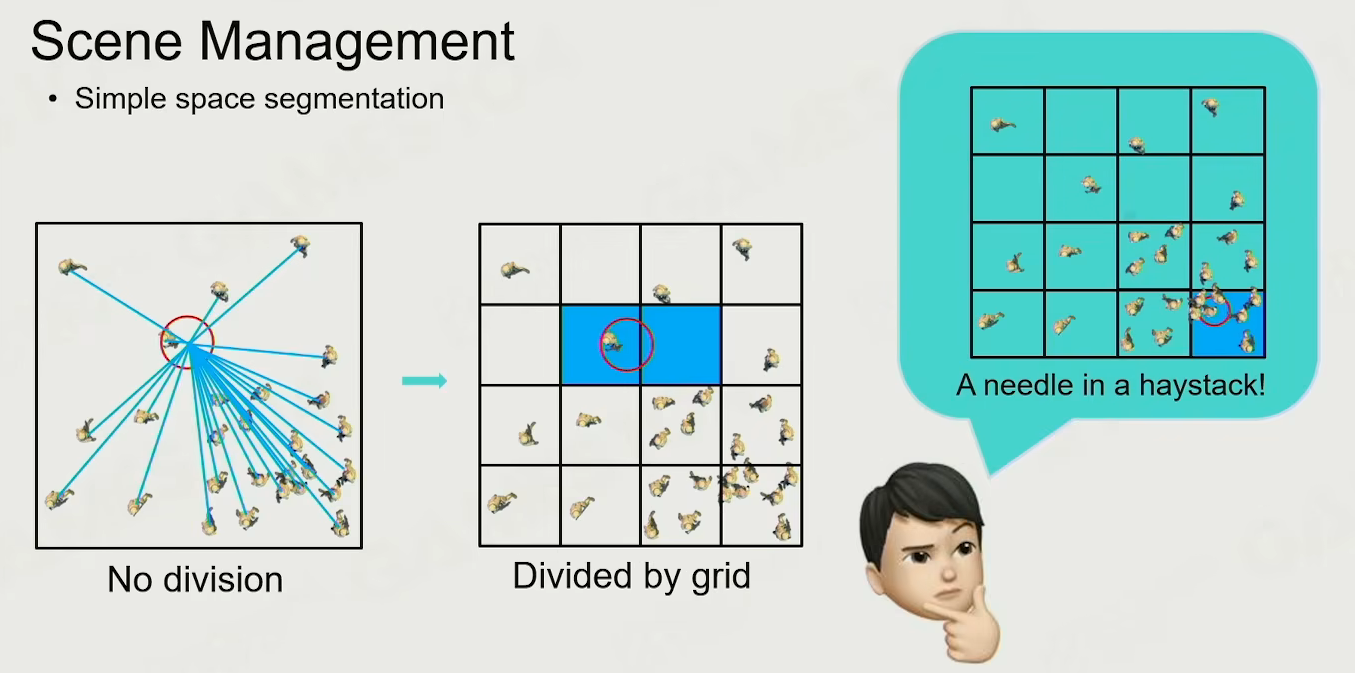 Scene Management
• Simple space segmentation
A needle in a haystack!
No division
Divided by grid